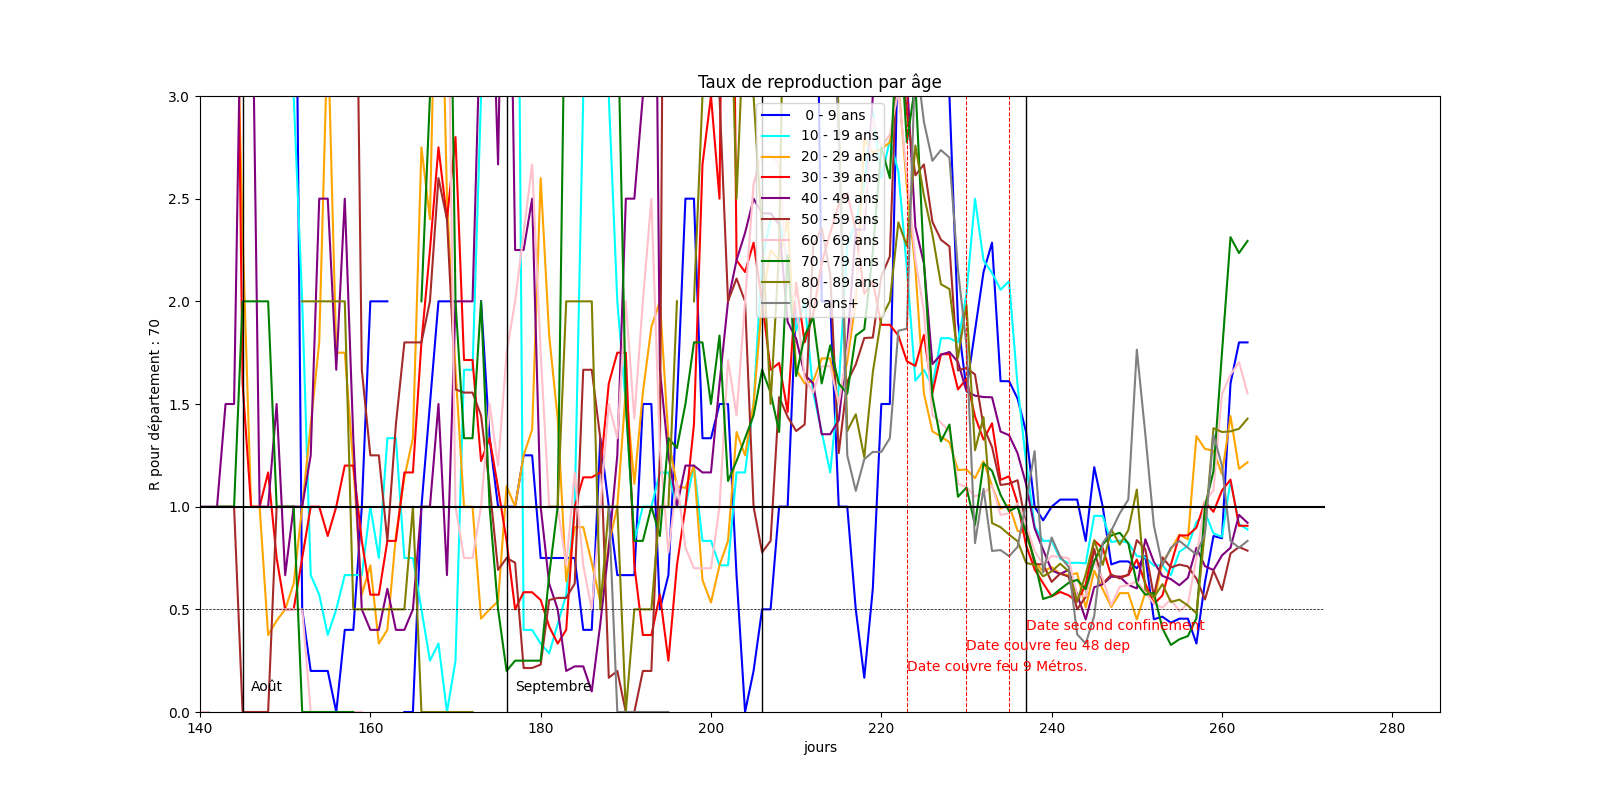 Taux de reproduction par âge
3.0
2.5
2.0
1.5
1.0
0.5
0.0
R pour département : 70
0 - 9 ans
10 - 19 ans
20 - 29 ans
30 - 39 ans
40 - 49 ans
50 - 59 ans
60 - 69 ans
70 - 79 ans
80 - 89 ans
90 ans+
Date second confinement
Date couvre feu 48 dep
Date couvre feu 9 Métros.
Août
Septembre
140
160
180
200
220
240
260
280
jours